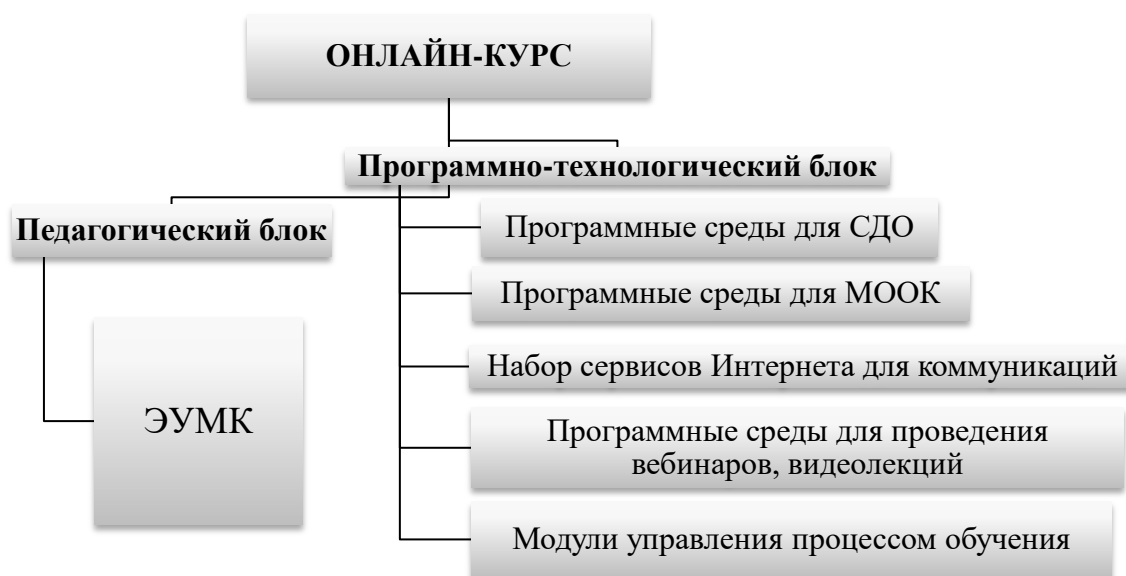 ОНЛАЙН-КУРС
Программно-технологический блок
Педагогический блок
Программные среды для СДО
Программные среды для МООК
Набор сервисов Интернета для коммуникаций
ЭУМК
Программные среды для проведения
вебинаров, видеолекций
Модули управления процессом обучения